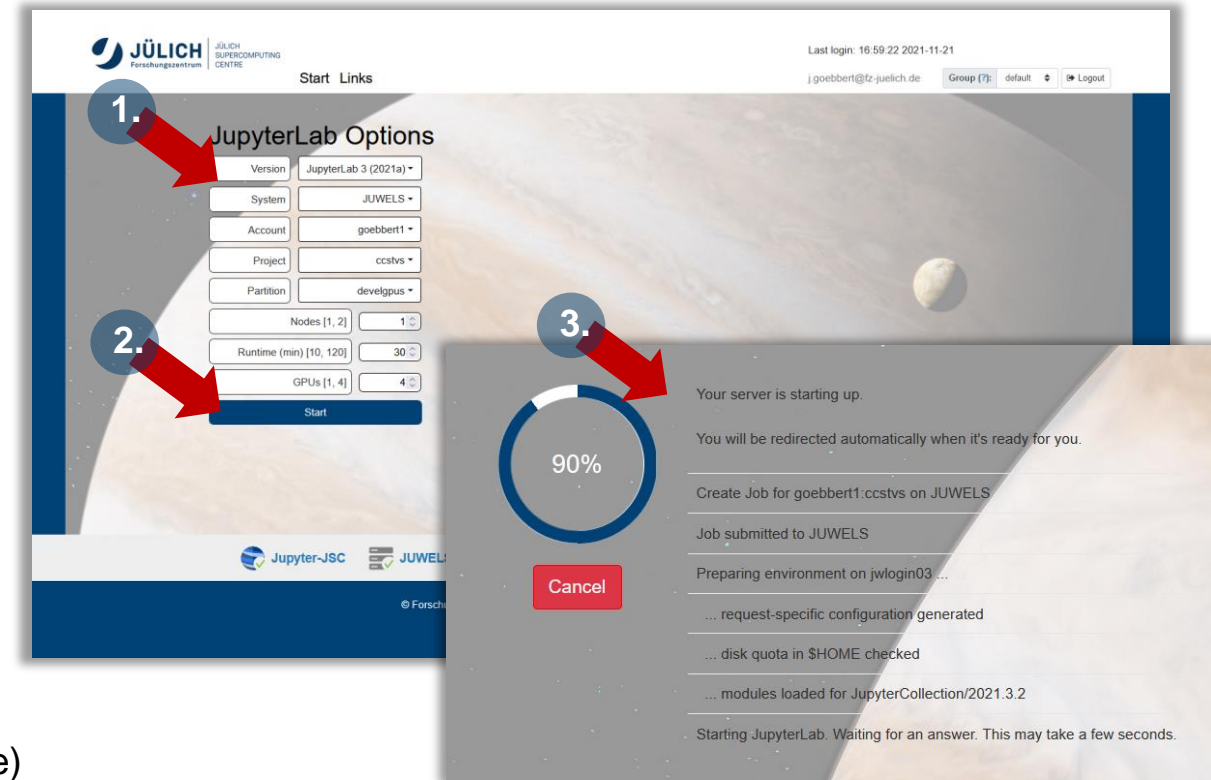 JÜLICH
Forschungszentrum
JÜLICH
SUPERCOMPUTING
CENTRE
Start Links
Last login: 16:59:22 2021-11-21
j.goebbert@fz-juelich.de Group (?): default Logout
1.
JupyterLab Options
Version JupyterLab 3 (2021a)
System JUWELS
Account goebbert1
Project ccstvs
Partition develgpus
Nodes [1, 2] 1
2.
Runtime (min) [10, 120] 30
GPUs [1, 4] 4
Start
Jupyter-JSC JUWELS
© Forschu
3.
90%
Cancel
Your server is starting up.
You will be redirected automatically when it's ready for you.
Create Job for goebbert1:ccstvs on JUWELS
Job submitted to JUWELS
Preparing environment on jwlogin03 ...
... request-specific configuration generated
... disk quota in $HOME checked
... modules loaded for JupyterCollection/2021.3.2
Starting JupyterLab. Waiting for an answer. This may take a few seconds.
e)